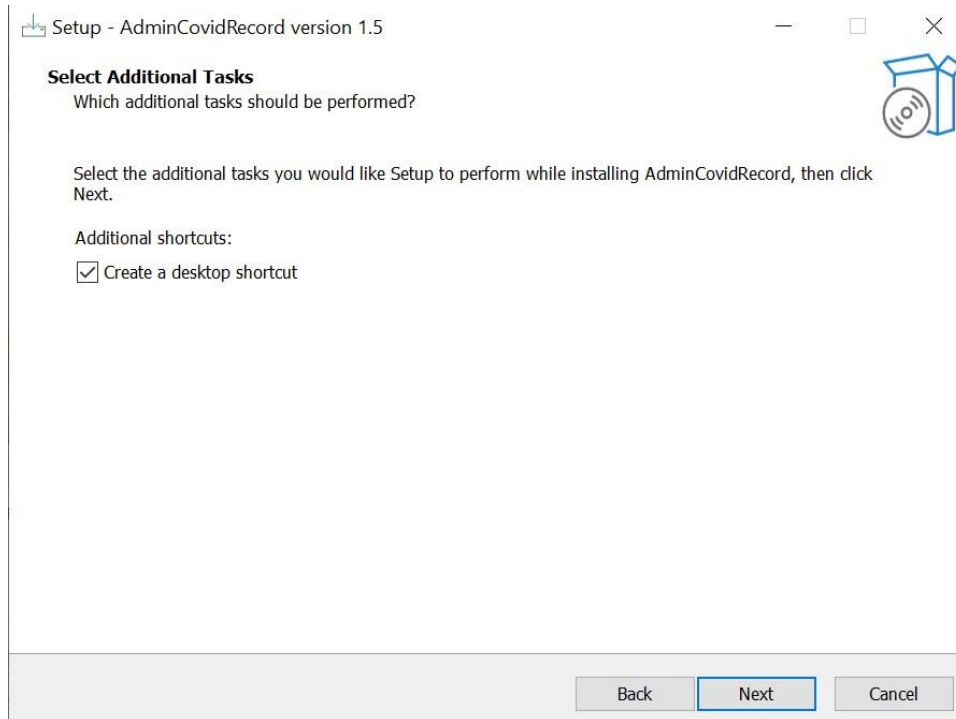 Setup - AdminCovidRecord version 1.5
Select Additional Tasks
Which additional tasks should be performed?
Select the additional tasks you would like Setup to perform while installing AdminCovidRecord, then click
Next.
Additional shortcuts:
Create a desktop shortcut
Back Next Cancel